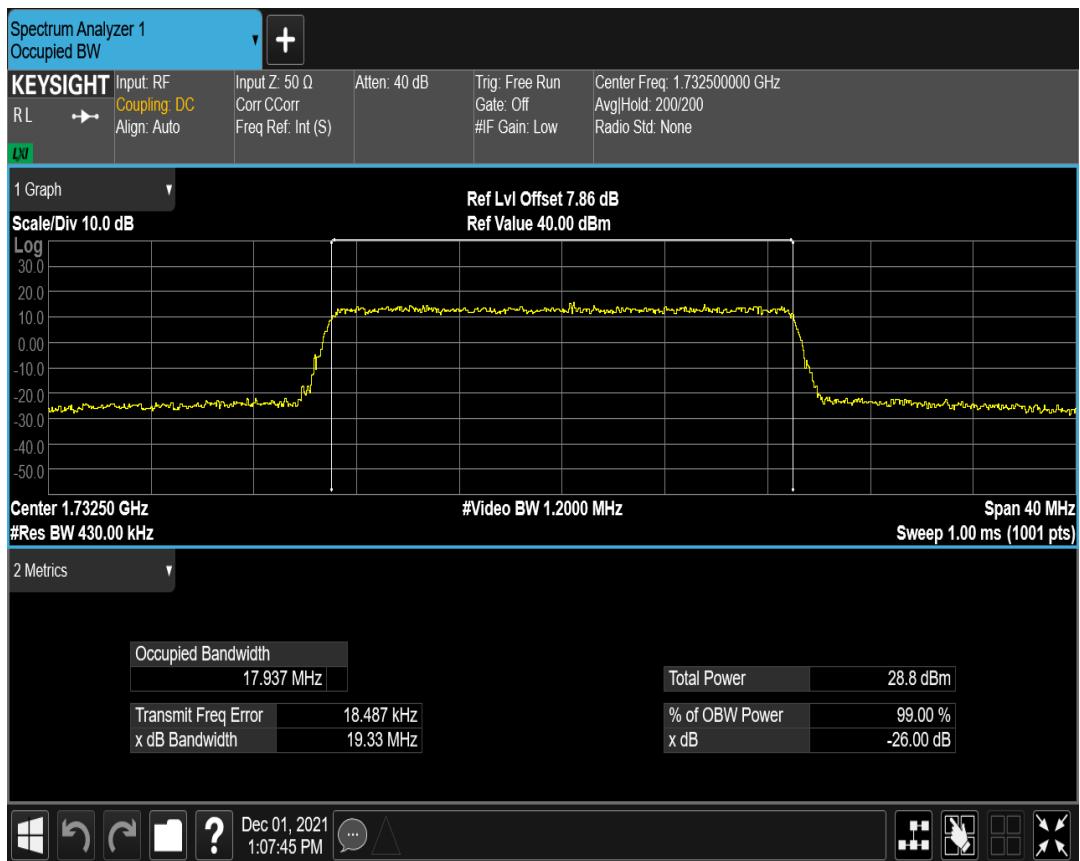 Spectrum Analyzer 1
Occupied BW
+
KEYSIGHT
RL
LXI
Input: RF
Coupling: DC
Align: Auto
Input Z: 50 Ω
Corr CCorr
Freq Ref: Int (S)
Atten: 40 dB
Trig: Free Run
Gate: Off
#IF Gain: Low
Center Freq: 1.732500000 GHz
Avg|Hold: 200/200
Radio Std: None
1 Graph
Scale/Div 10.0 dB
Ref Lvl Offset 7.86 dB
Ref Value 40.00 dBm
Log
30.0
20.0
10.0
0.00
-10.0
-20.0
-30.0
-40.0
-50.0
Center 1.73250 GHz
#Video BW 1.2000 MHz
Span 40 MHz
#Res BW 430.00 kHz
Sweep 1.00 ms (1001 pts)
2 Metrics
Occupied Bandwidth
17.937 MHz
Total Power 28.8 dBm
Transmit Freq Error 18.487 kHz
% of OBW Power 99.00 %
x dB Bandwidth 19.33 MHz
x dB -26.00 dB
?
Dec 01, 2021
1:07:45 PM